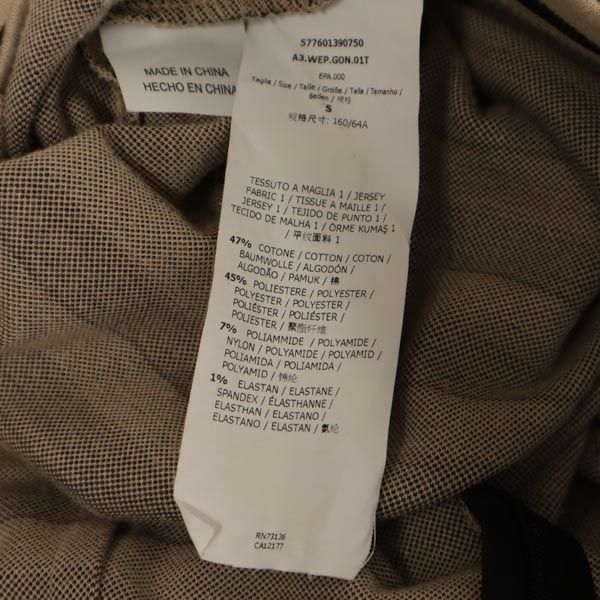 MADE IN CHINA
HECHO EN CHINA
S77601390750
A3.WEP.GON.01T
EPA.000
Taglia / Size / Taille / Größe / Talla / Tamanho /
Beden / 规格
S
规格尺寸: 160/64A
TESSUTO A MAGLIA 1 / JERSEY
FABRIC 1 / TISSUE A MAILLE 1 /
JERSEY 1 / TEJIDO DE PUNTO 1 /
TECIDO DE MALHA 1 / ÖRME KUMAŞ 1
/ 平纹面料 1
47% COTONE / COTTON / COTON /
BAUMWOLLE / ALGODÓN /
ALGODÃO / PAMUK / 棉
45% POLIESTERE / POLYESTER /
POLYESTER / POLYESTER /
POLIÉSTER / POLIÉSTER /
POLIESTER / 聚酯纤维
7% POLIAMMIDE / POLYAMIDE /
NYLON / POLYAMIDE / POLYAMID /
POLIAMIDA / POLIAMIDA /
POLYAMID / 锦纶
1% ELASTAN / ELASTANE /
SPANDEX / ÉLASTHANNE /
ELASTHAN / ELASTANO /
ELASTANO / ELASTAN / 氨纶
RN73136
CA12177